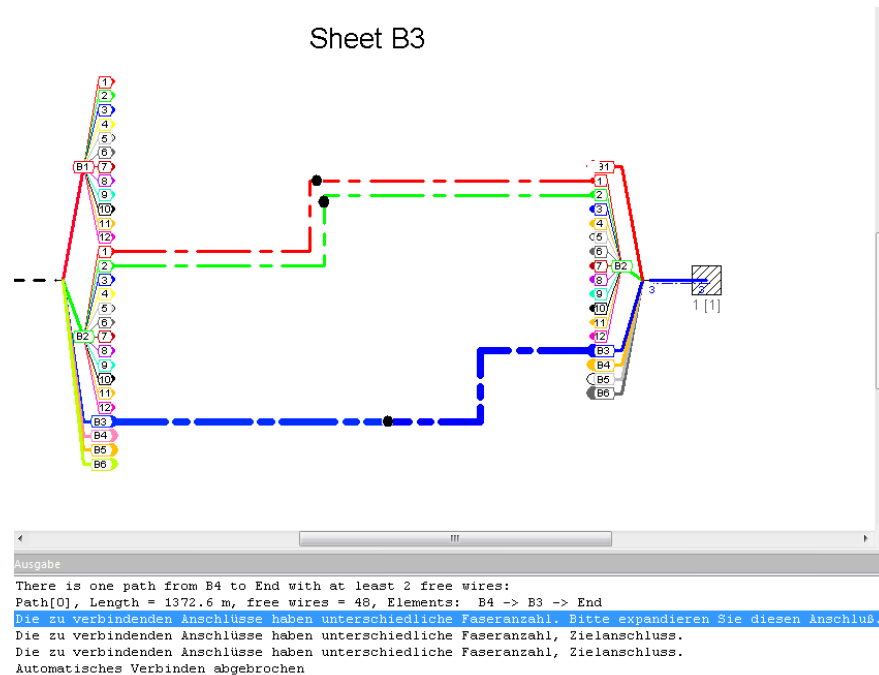 Sheet B3
1
2
3
4
5
6
B1 7
8
9
10
11
12
1
2
3
4
5
6
B2 7
8
9
10
11
12
B3
B4
B5
B6
31
1
2
3
4
5
6
7 B2
8
9
10
11
12
B3
B4
B5
B6
3 3
1 [1]
Ausgabe
There is one path from B4 to End with at least 2 free wires:
Path[0], Length = 1372.6 m, free wires = 48, Elements: B4 -> B3 -> End
Die zu verbindenden Anschlüsse haben unterschiedliche Faseranzahl. Bitte expandieren Sie diesen Anschluß.
Die zu verbindenden Anschlüsse haben unterschiedliche Faseranzahl, Zielanschluss.
Die zu verbindenden Anschlüsse haben unterschiedliche Faseranzahl, Zielanschluss.
Automatisches Verbinden abgebrochen